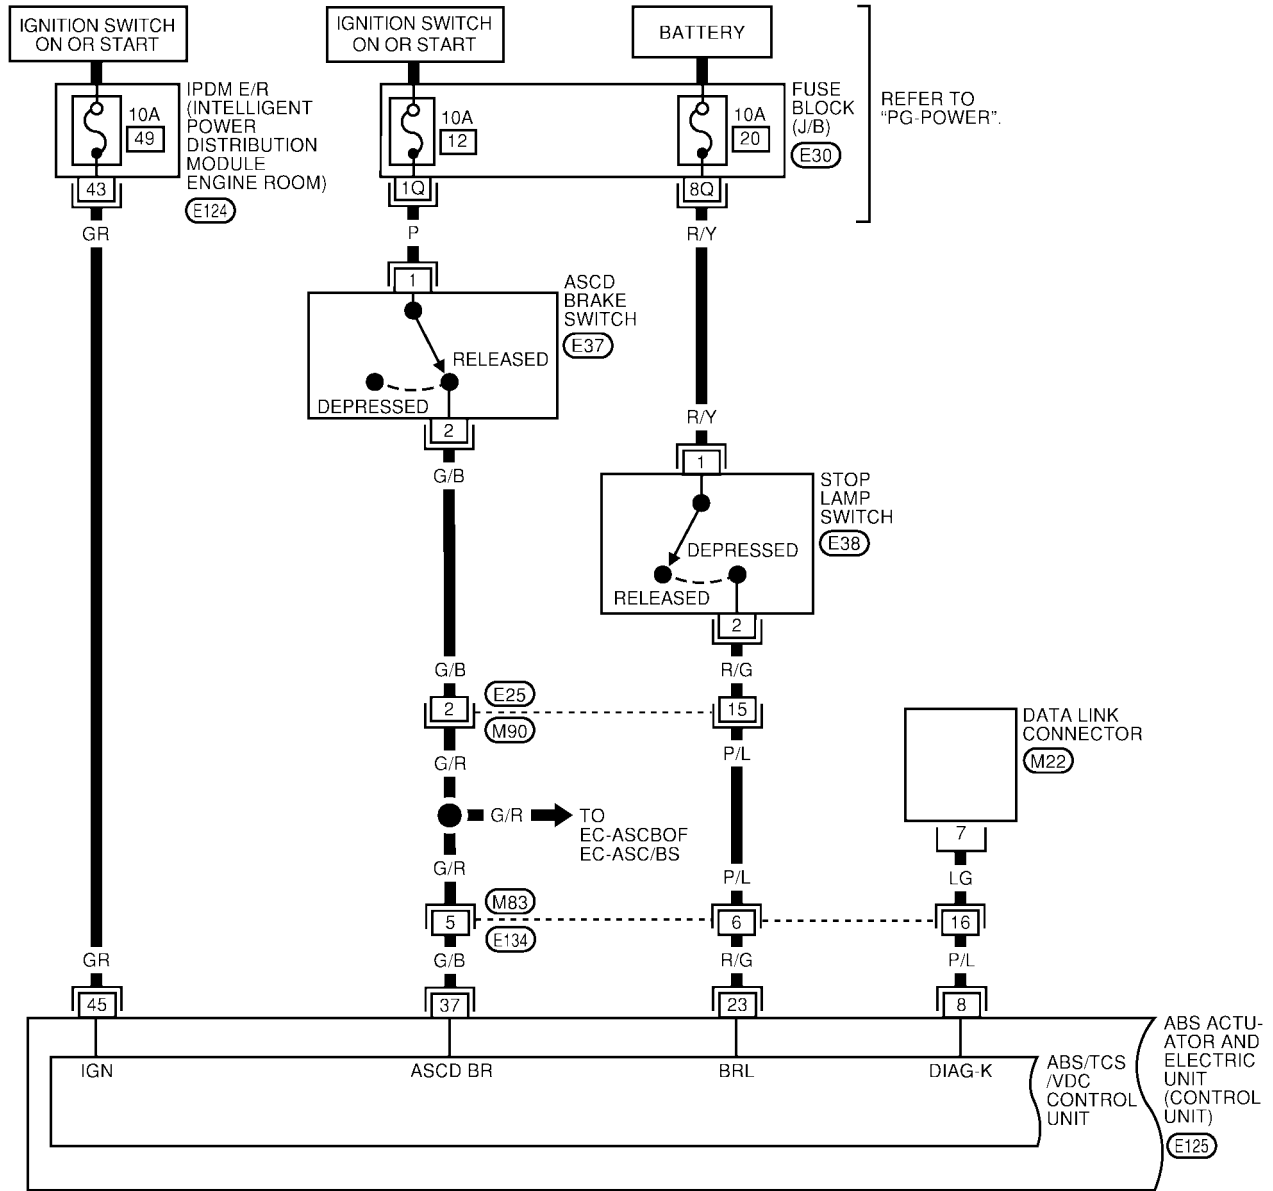 IGNITION SWITCH
ON OR START
IGNITION SWITCH
ON OR START
BATTERY
IPDM E/R
(INTELLIGENT
POWER
DISTRIBUTION
MODULE
ENGINE ROOM)
E124
10A
49
10A
12
10A
20
FUSE
BLOCK
(J/B)
E30
REFER TO
"PG-POWER".
43
1Q
8Q
GR
P
R/Y
1
ASCD
BRAKE
SWITCH
E37
RELEASED
DEPRESSED
2
G/B
R/Y
1
STOP
LAMP
SWITCH
E38
DEPRESSED
RELEASED
2
G/B
R/G
2
E25
M90
15
G/R
P/L
DATA LINK
CONNECTOR
M22
G/R
TO
EC-ASCBOF
EC-ASC/BS
7
G/R
P/L
LG
5
M83
E134
6
16
GR
G/B
R/G
P/L
45
37
23
8
IGN
ASCD BR
BRL
DIAG-K
ABS/TCS
/VDC
CONTROL
UNIT
ABS ACTU-
ATOR AND
ELECTRIC
UNIT
(CONTROL
UNIT)
E125